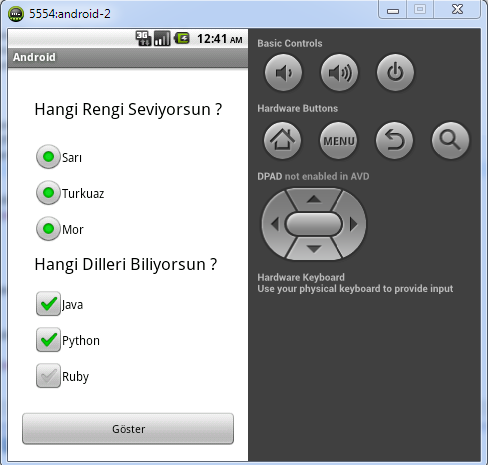 5554:android-2
3G
12:41 AM
Android
Hangi Rengi Seviyorsun ?
Sarı
Turkuaz
Mor
Hangi Dilleri Biliyorsun ?
Java
Python
Ruby
Göster
Basic Controls
Hardware Buttons
MENU
DPAD not enabled in AVD
Hardware Keyboard
Use your physical keyboard to provide input